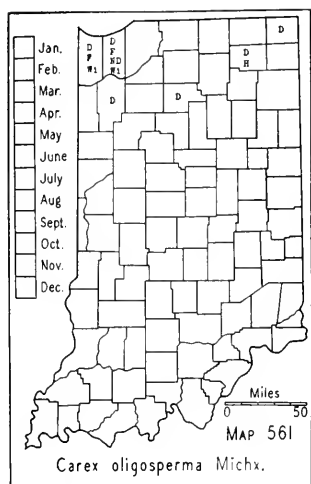 Jan.
Feb.
Mar.
Apr.
May
June
July
Aug
Sept.
Oct.
Nov.
Dec.
D
F
W1
D
F
ND
W1
D
H
D
D
D
Miles
0 50
MAP 561
Carex oligosperma Michx.